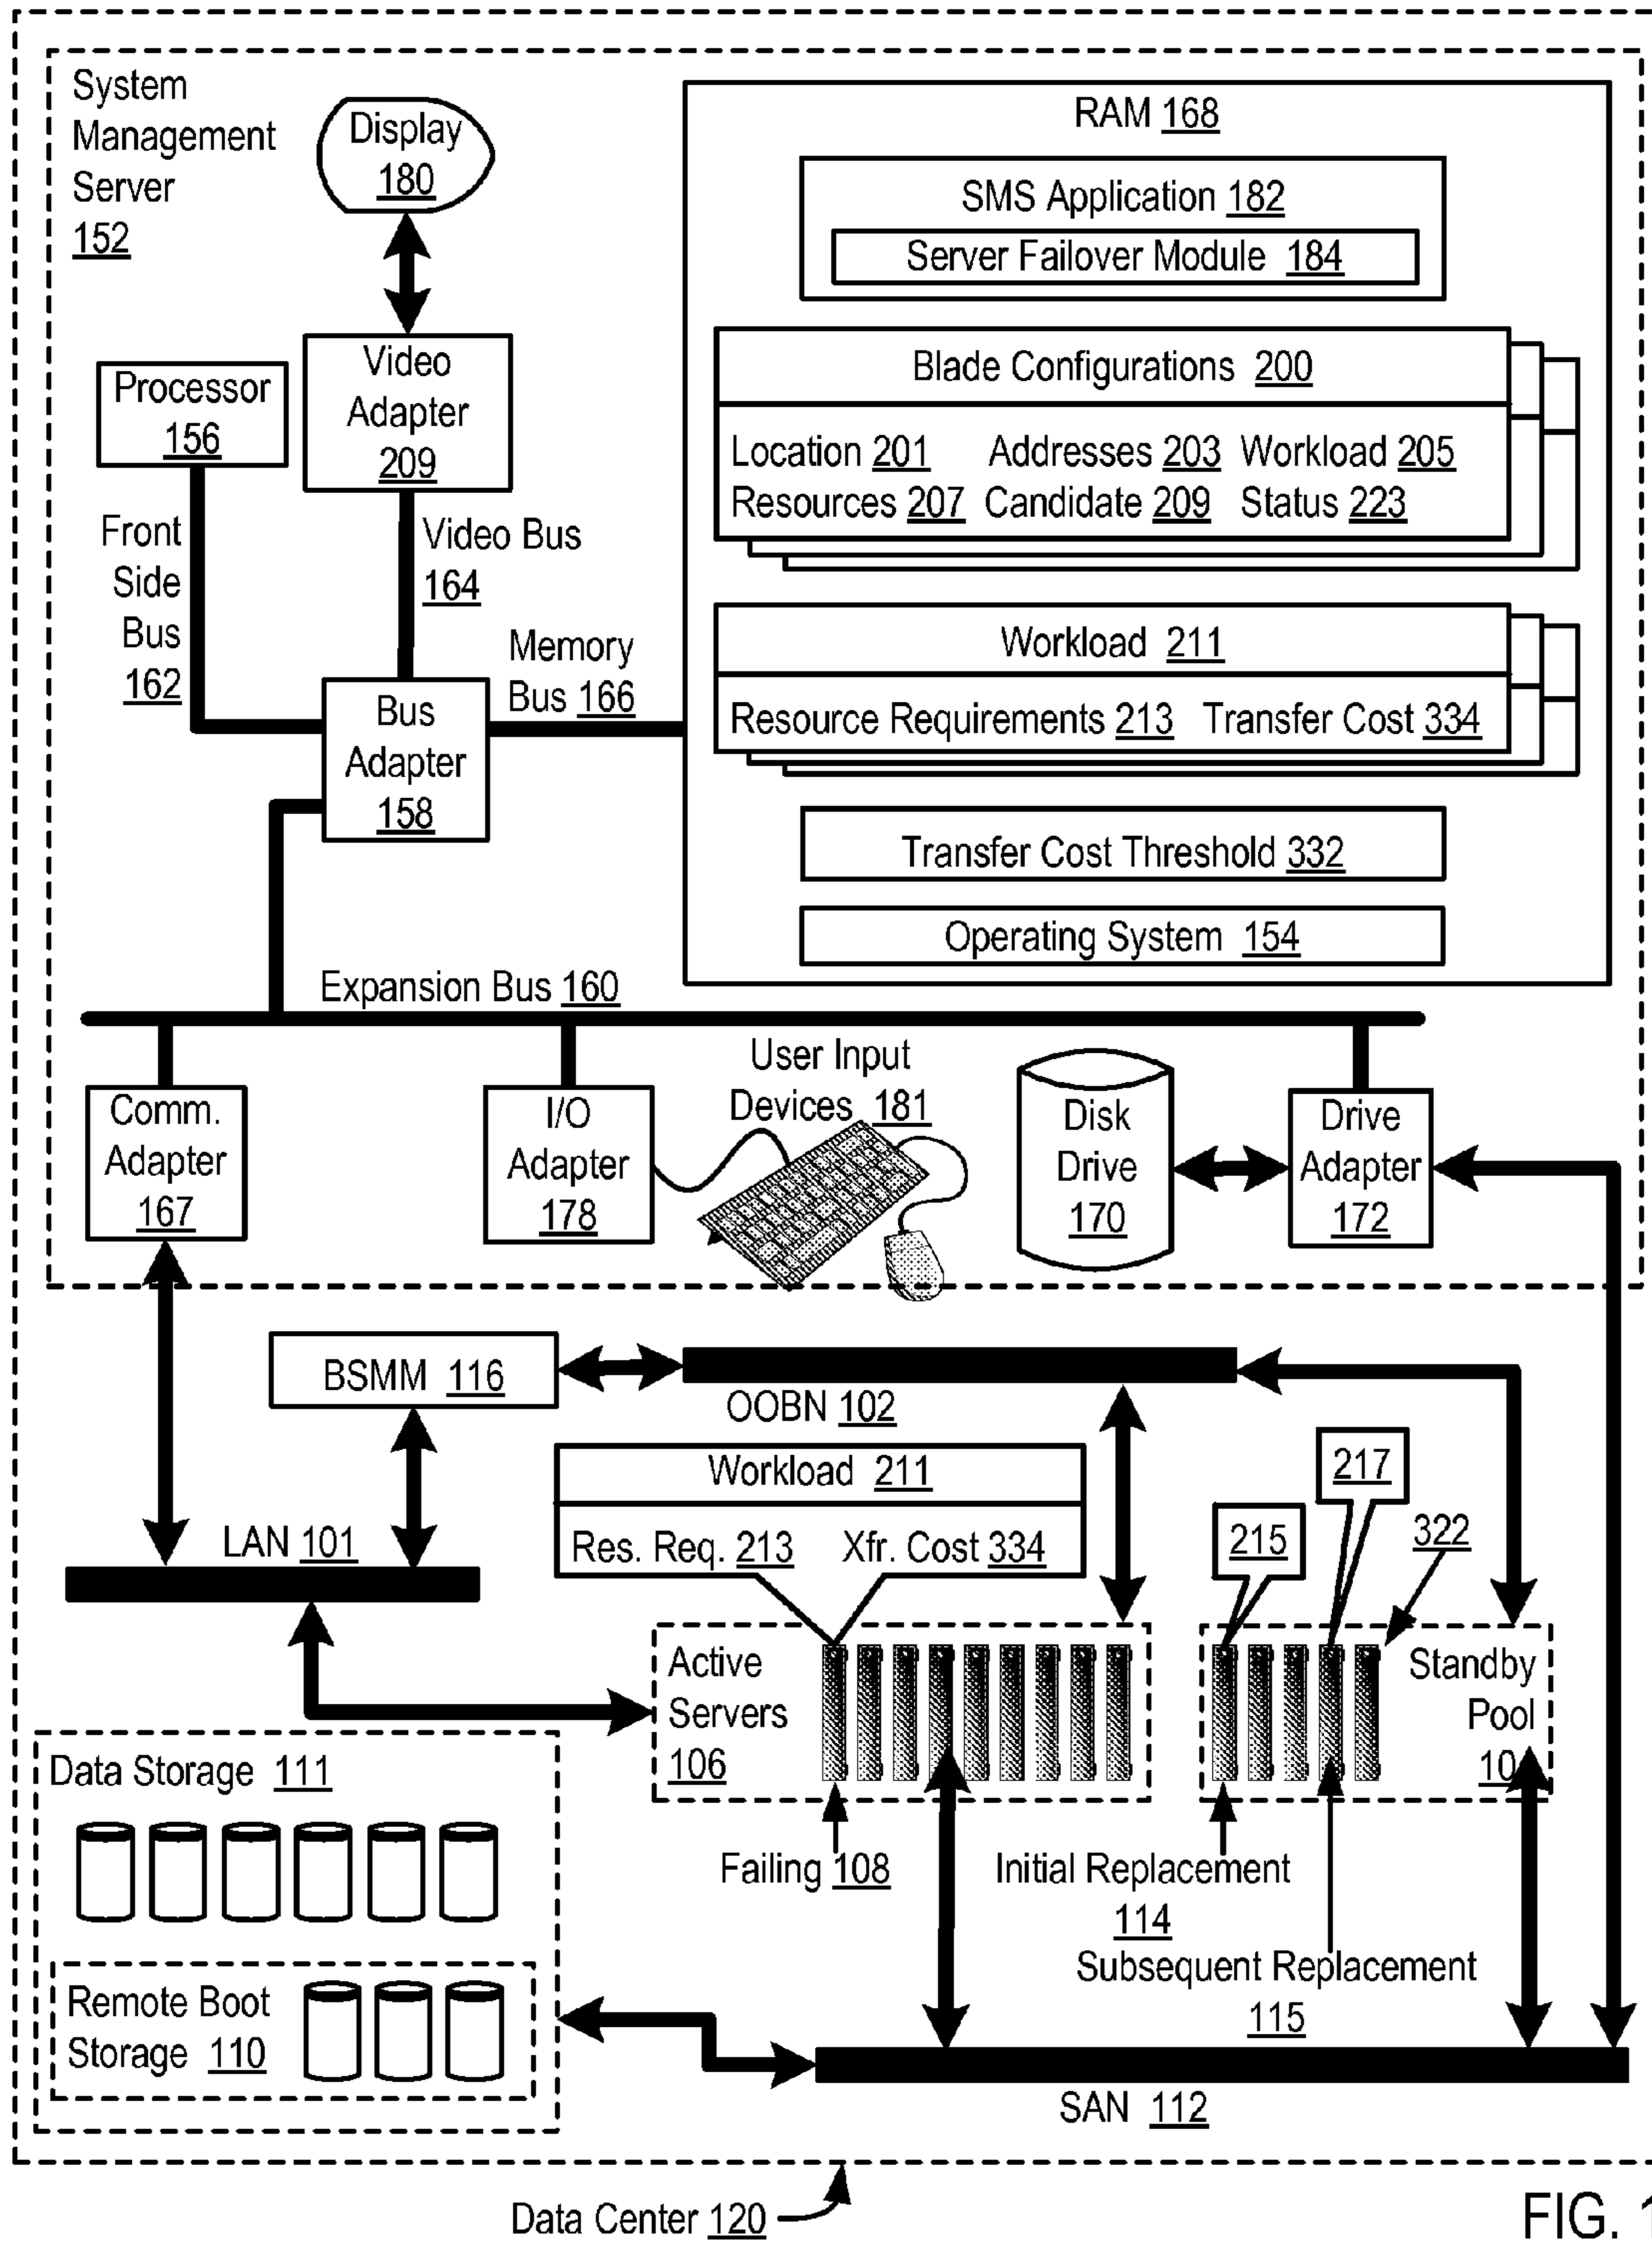 System
Management
Server
152
Display
180
Video
Adapter
209
Processor
156
Front
Side
Bus
162
Video Bus
164
Memory
Bus 166
Bus
Adapter
158
RAM 168
SMS Application 182
Server Failover Module 184
Blade Configurations 200
Location 201 Addresses 203 Workload 205
Resources 207 Candidate 209 Status 223
Workload 211
Resource Requirements 213 Transfer Cost 334
Transfer Cost Threshold 332
Operating System 154
Expansion Bus 160
Comm.
Adapter
167
I/O
Adapter
178
User Input
Devices 181
Disk
Drive
170
Drive
Adapter
172
BSMM 116
OOBN 102
LAN 101
Workload 211
Res. Req. 213 Xfr. Cost 334
215
217
322
Active
Servers
106
Standby
Pool
10
Failing 108
Initial Replacement
114
Subsequent Replacement
115
Data Storage 111
Remote Boot
Storage 110
SAN 112
Data Center 120
FIG. 1